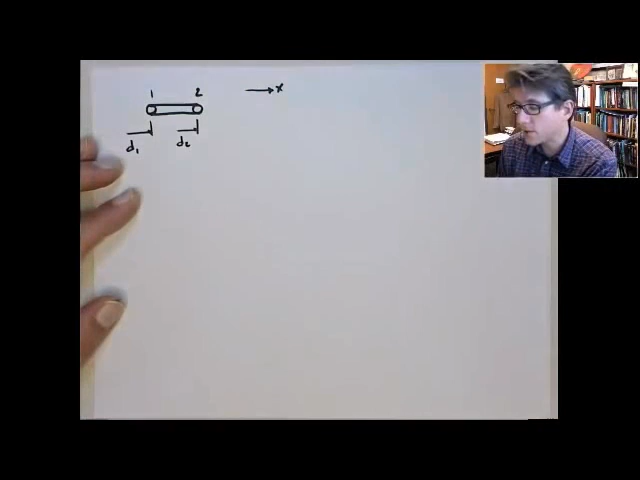 1 2 → x
d₁ d₂